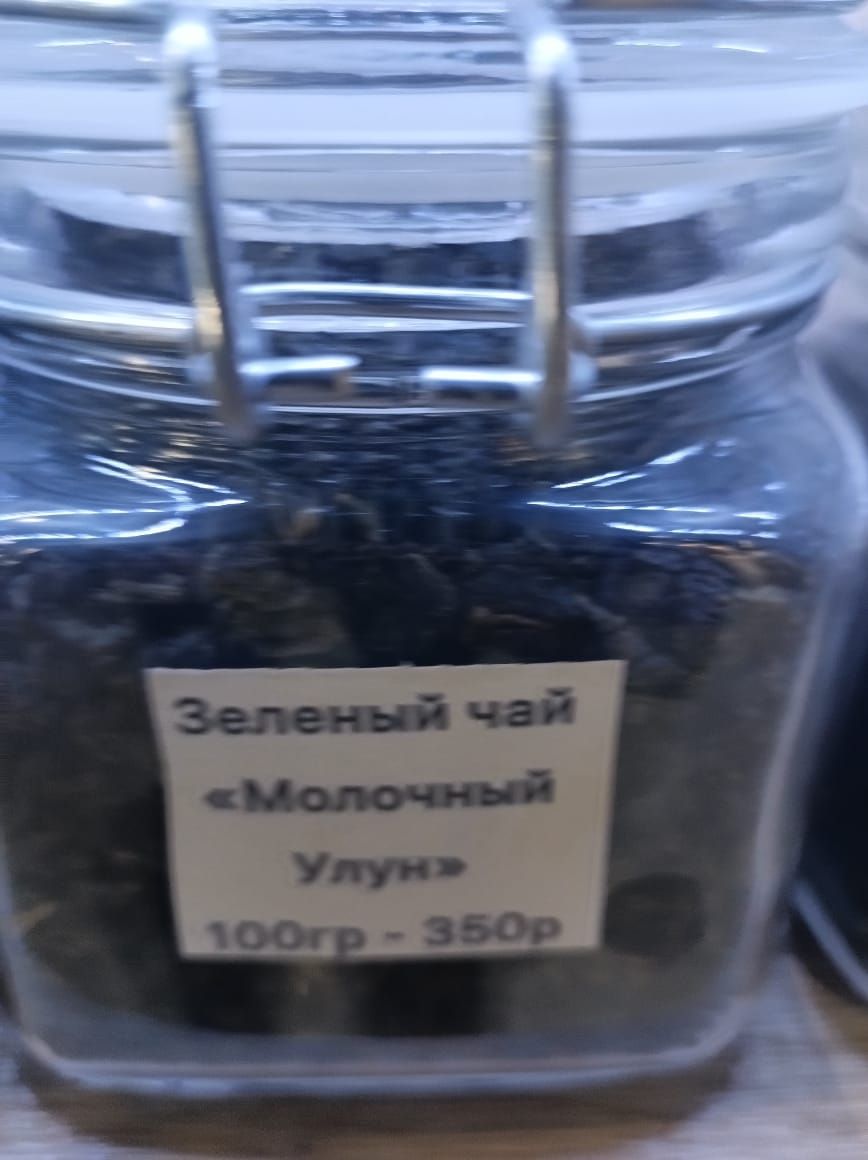 Зеленый чай
«Молочный
Улун»
100гр - 350р